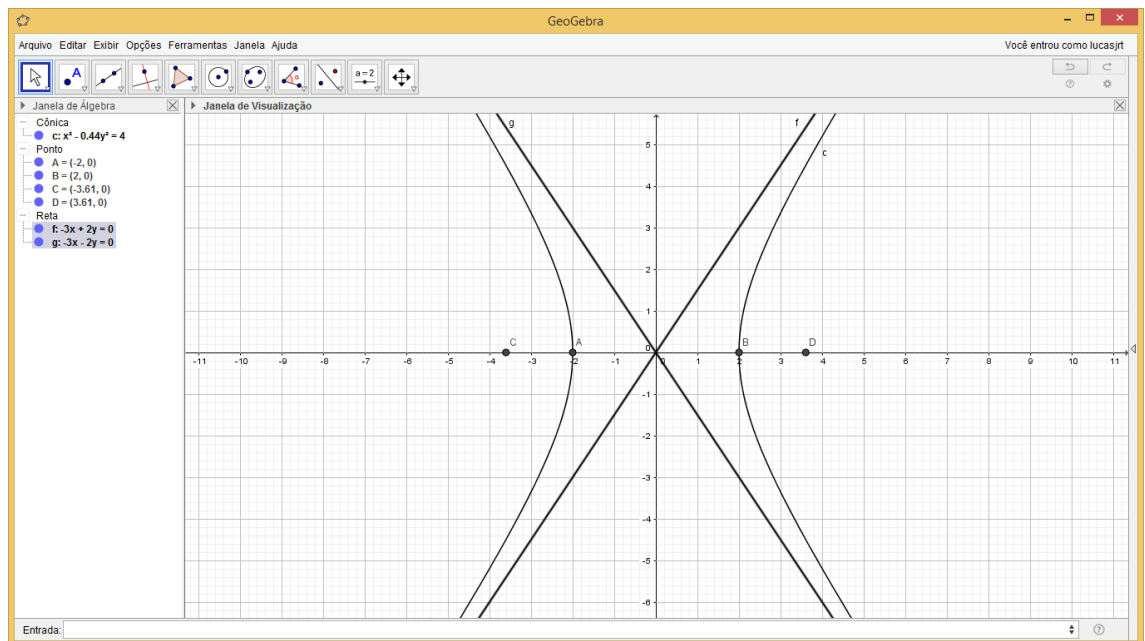 GeoGebra
Arquivo Editar Exibir Opções Ferramentas Janela Ajuda
Você entrou como lucasjrt
A
α
a=2
Janela de Álgebra
Janela de Visualização
Cônica
c: x² - 0.44y² = 4
Ponto
A = (-2, 0)
B = (2, 0)
C = (-3.61, 0)
D = (3.61, 0)
Reta
f: -3x + 2y = 0
g: -3x - 2y = 0
g
f
c
5
4
3
2
1
0
C
A
B
D
-11 -10 -9 -8 -7 -6 -5 -4 -3 -2 -1 0 1 2 3 4 5 6 7 8 9 10 11
-1
-2
-3
-4
-5
-6
Entrada: